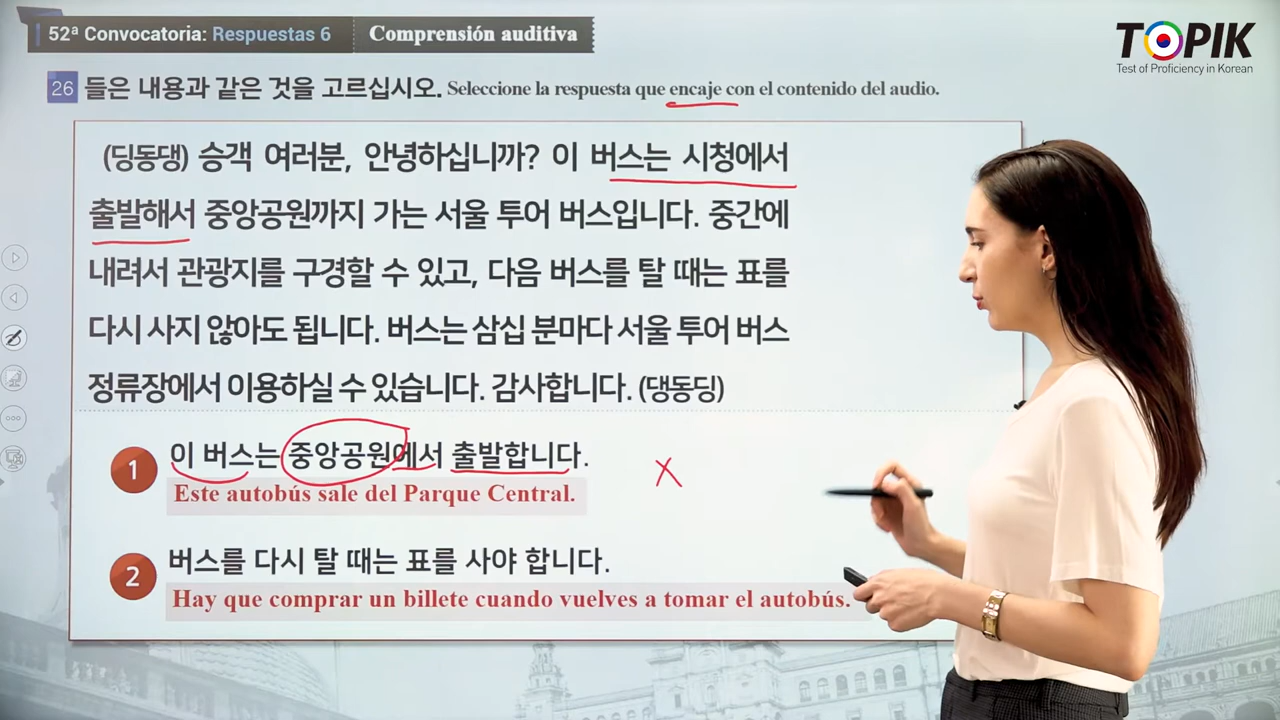 52ª Convocatoria: Respuestas 6 Comprensión auditiva
TOPIK
Test of Proficiency in Korean
26 들은 내용과 같은 것을 고르십시오. Seleccione la respuesta que encaje con el contenido del audio.
(딩동댕) 승객 여러분, 안녕하십니까? 이 버스는 시청에서
출발해서 중앙공원까지 가는 서울 투어 버스입니다. 중간에
내려서 관광지를 구경할 수 있고, 다음 버스를 탈 때는 표를
다시 사지 않아도 됩니다. 버스는 삼십 분마다 서울 투어 버스
정류장에서 이용하실 수 있습니다. 감사합니다. (댕동딩)
1 이 버스는 중앙공원에서 출발합니다.
Este autobús sale del Parque Central.
X
2 버스를 다시 탈 때는 표를 사야 합니다.
Hay que comprar un billete cuando vuelves a tomar el autobús.